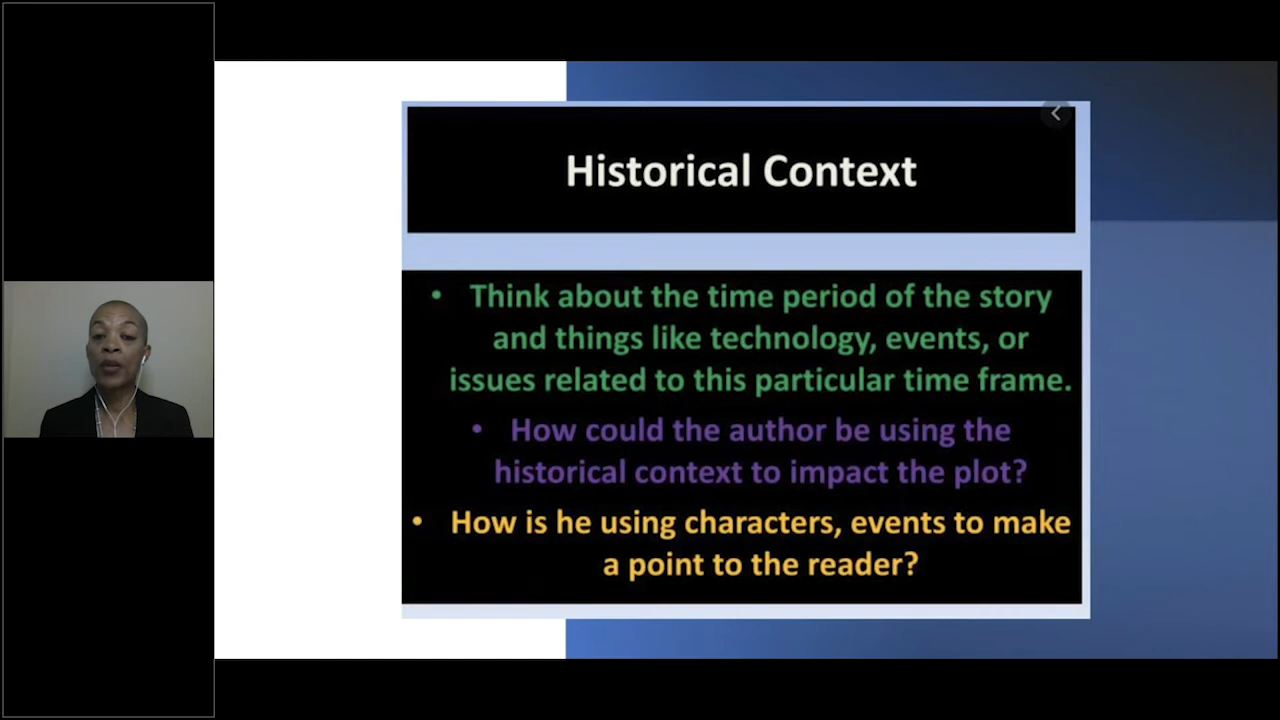 Historical Context
• Think about the time period of the story
and things like technology, events, or
issues related to this particular time frame.
• How could the author be using the
historical context to impact the plot?
• How is he using characters, events to make
a point to the reader?